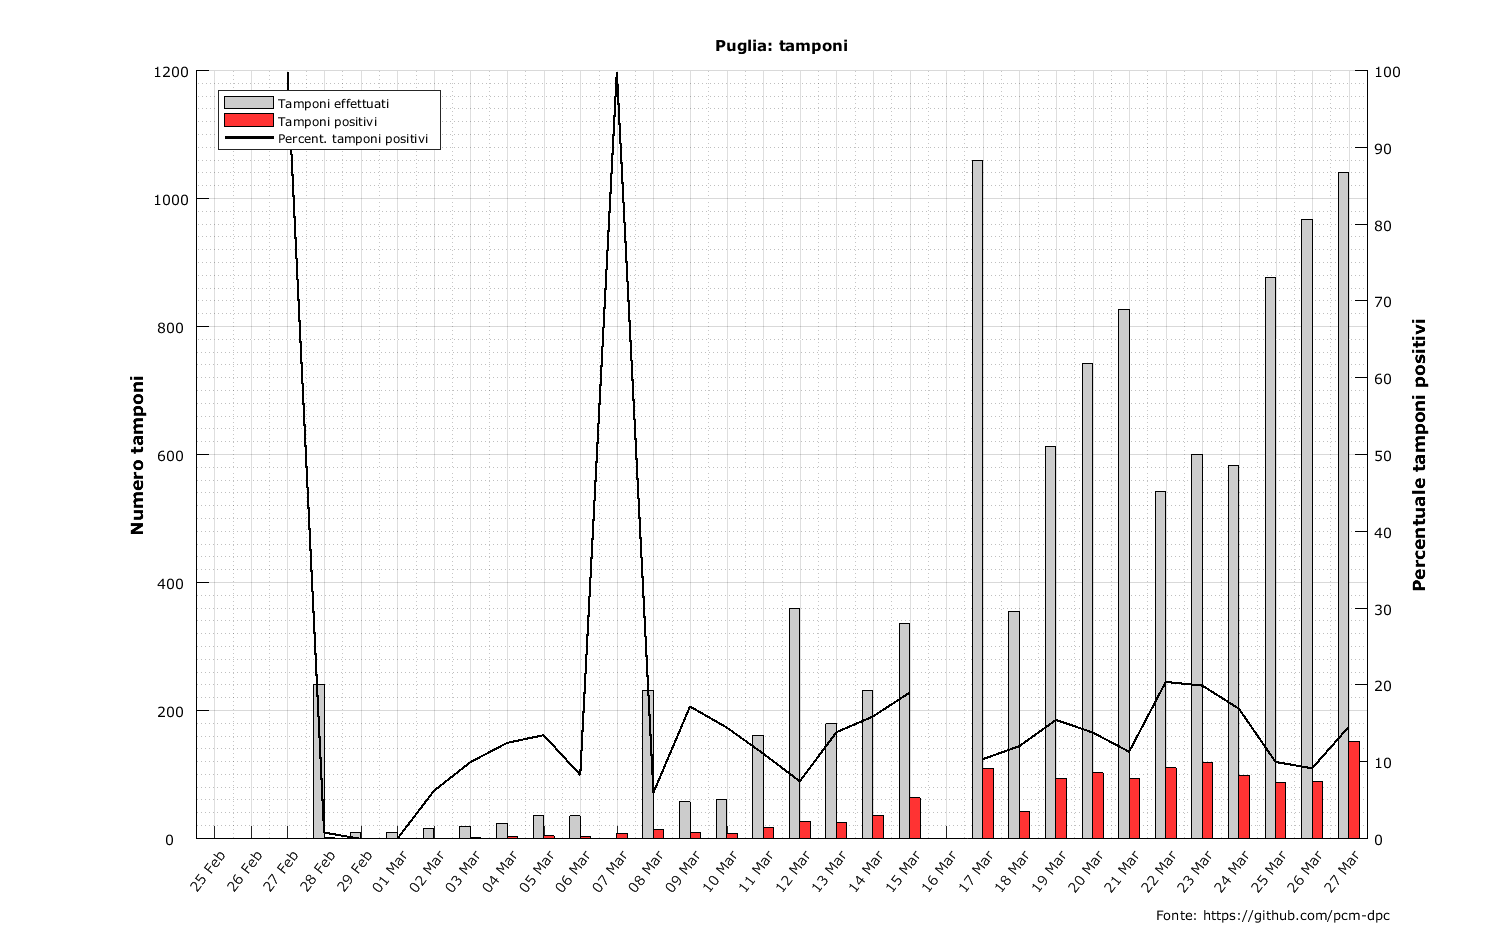 Puglia: tamponi
Tamponi effettuati
Tamponi positivi
Percent. tamponi positivi
Numero tamponi
1200
1000
800
600
400
200
0
100
90
80
70
60
50
40
30
20
10
0
Percentuale tamponi positivi
25 Feb
26 Feb
27 Feb
28 Feb
29 Feb
01 Mar
02 Mar
03 Mar
04 Mar
05 Mar
06 Mar
07 Mar
08 Mar
09 Mar
10 Mar
11 Mar
12 Mar
13 Mar
14 Mar
15 Mar
16 Mar
17 Mar
18 Mar
19 Mar
20 Mar
21 Mar
22 Mar
23 Mar
24 Mar
25 Mar
26 Mar
27 Mar
Fonte: https://github.com/pcm-dpc